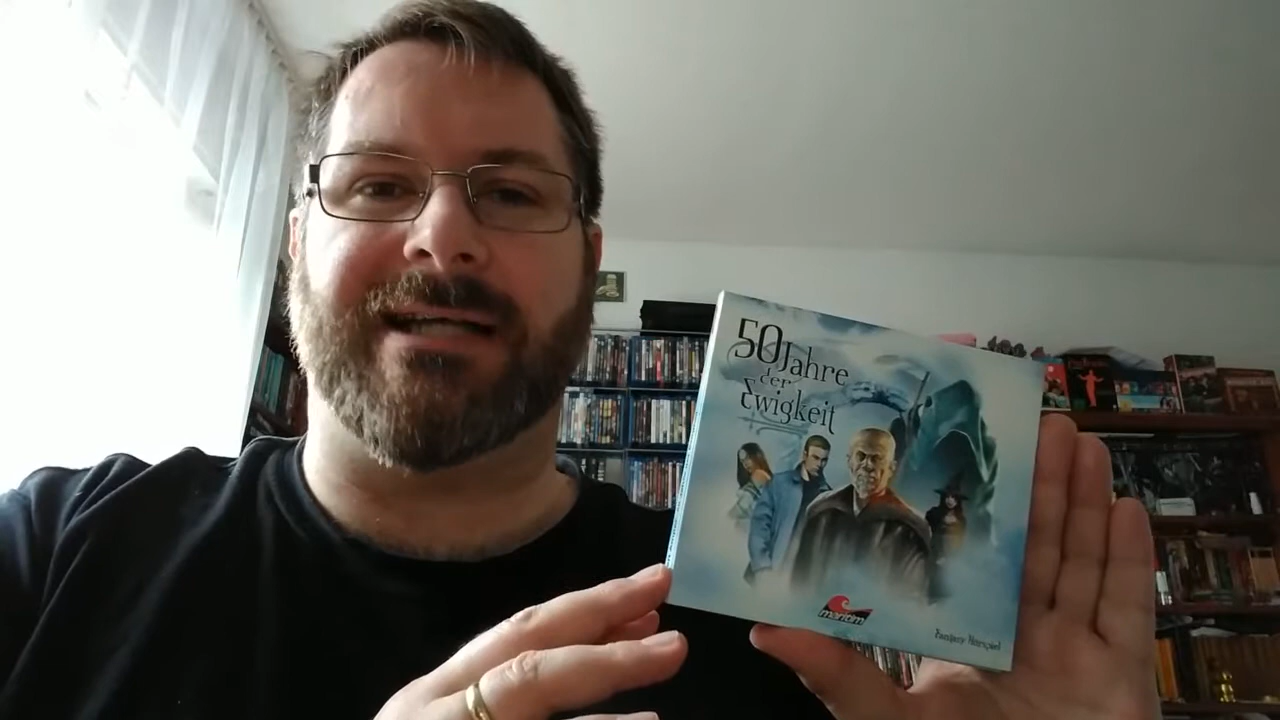 50 Jahre
der
Ewigkeit
maritim
Fantasy Hörspiel